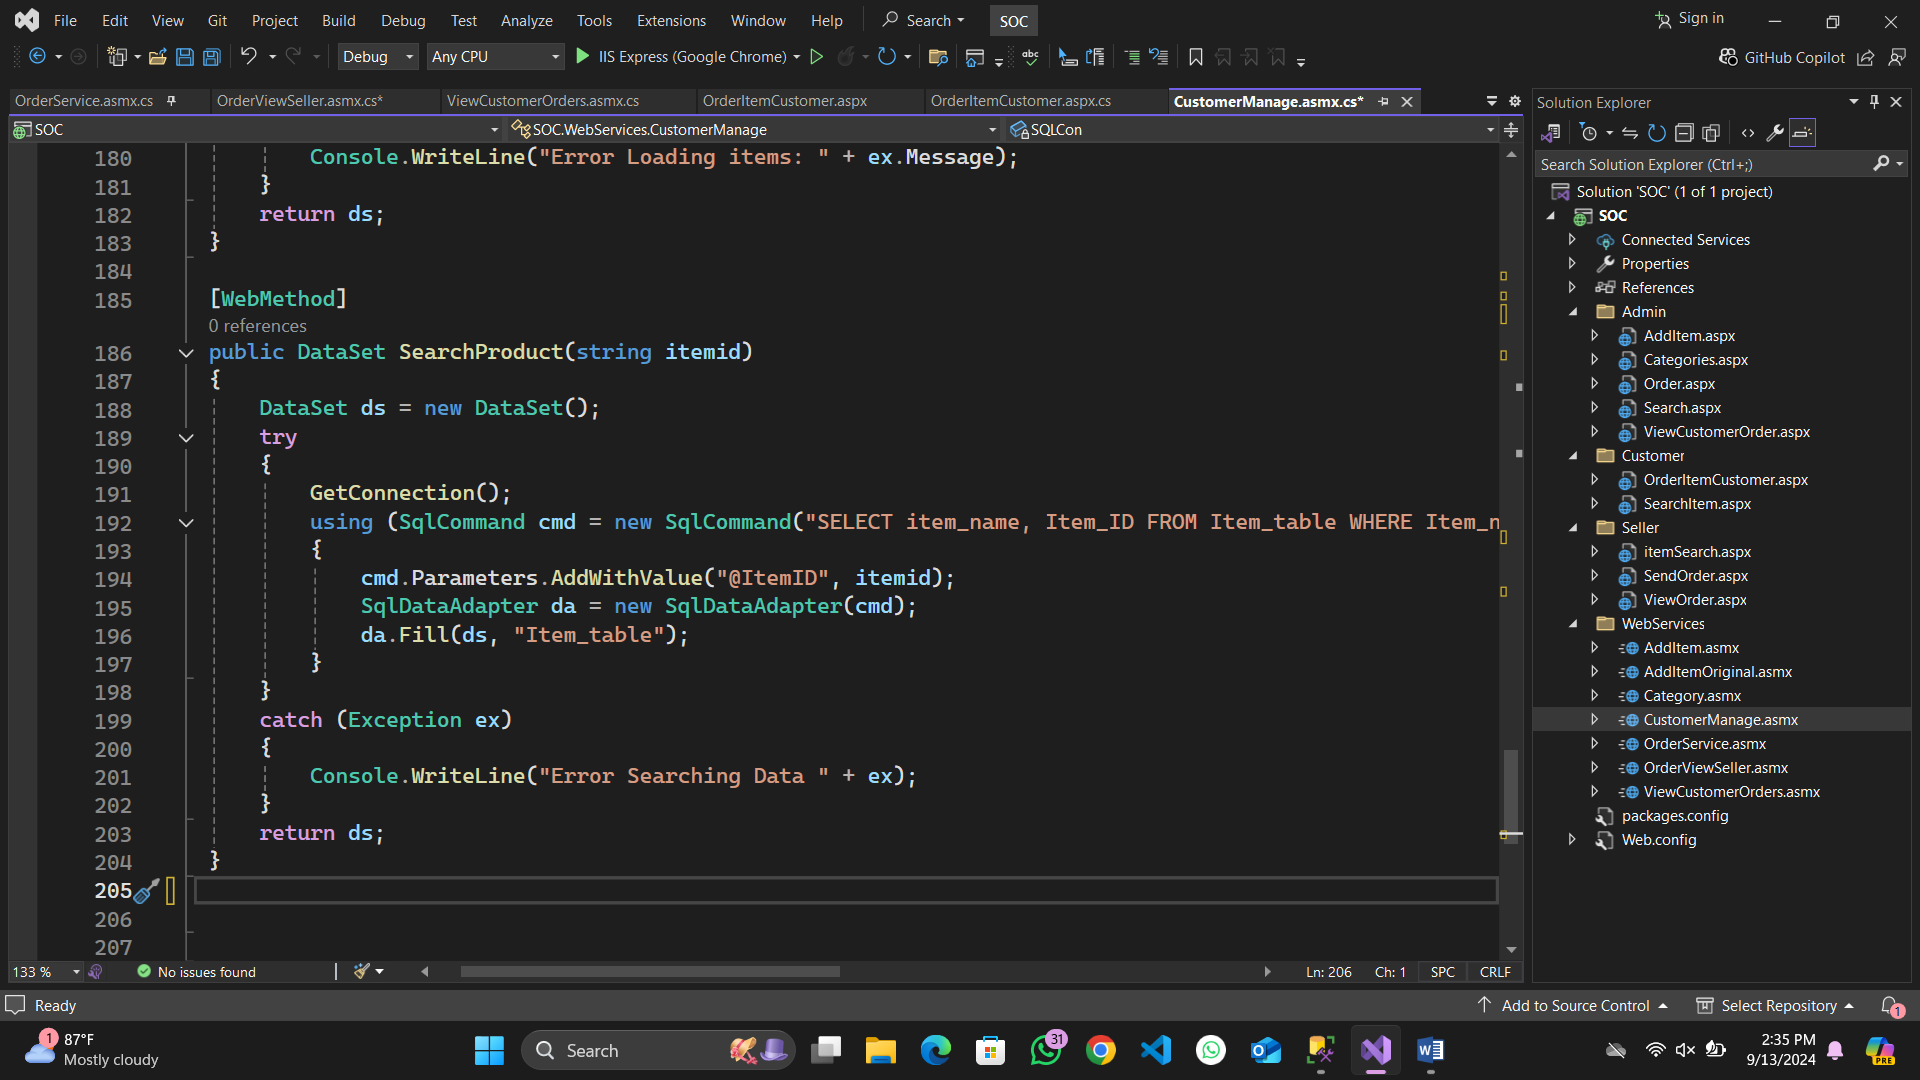 File Edit View Git Project Build Debug Test Analyze Tools Extensions Window Help Search SOC Sign in
Debug Any CPU IIS Express (Google Chrome) GitHub Copilot
OrderService.asmx.cs OrderViewSeller.asmx.cs* ViewCustomerOrders.asmx.cs OrderItemCustomer.aspx OrderItemCustomer.aspx.cs CustomerManage.asmx.cs*
SOC SOC.WebServices.CustomerManage SQLCon
180 Console.WriteLine("Error Loading items: " + ex.Message);
181 }
182 return ds;
183 }
184
185 [WebMethod]
0 references
186 public DataSet SearchProduct(string itemid)
187 {
188 DataSet ds = new DataSet();
189 try
190 {
191 GetConnection();
192 using (SqlCommand cmd = new SqlCommand("SELECT item_name, Item_ID FROM Item_table WHERE Item_n
193 {
194 cmd.Parameters.AddWithValue("@ItemID", itemid);
195 SqlDataAdapter da = new SqlDataAdapter(cmd);
196 da.Fill(ds, "Item_table");
197 }
198 }
199 catch (Exception ex)
200 {
201 Console.WriteLine("Error Searching Data " + ex);
202 }
203 return ds;
204 }
205
206
207
133 % No issues found Ln: 206 Ch: 1 SPC CRLF
Solution Explorer
Search Solution Explorer (Ctrl+;)
Solution 'SOC' (1 of 1 project)
SOC
Connected Services
Properties
References
Admin
AddItem.aspx
Categories.aspx
Order.aspx
Search.aspx
ViewCustomerOrder.aspx
Customer
OrderItemCustomer.aspx
SearchItem.aspx
Seller
itemSearch.aspx
SendOrder.aspx
ViewOrder.aspx
WebServices
AddItem.asmx
AddItemOriginal.asmx
Category.asmx
CustomerManage.asmx
OrderService.asmx
OrderViewSeller.asmx
ViewCustomerOrders.asmx
packages.config
Web.config
Ready Add to Source Control Select Repository 1
1 87°F
Mostly cloudy
Search
31
2:35 PM
9/13/2024
PRE